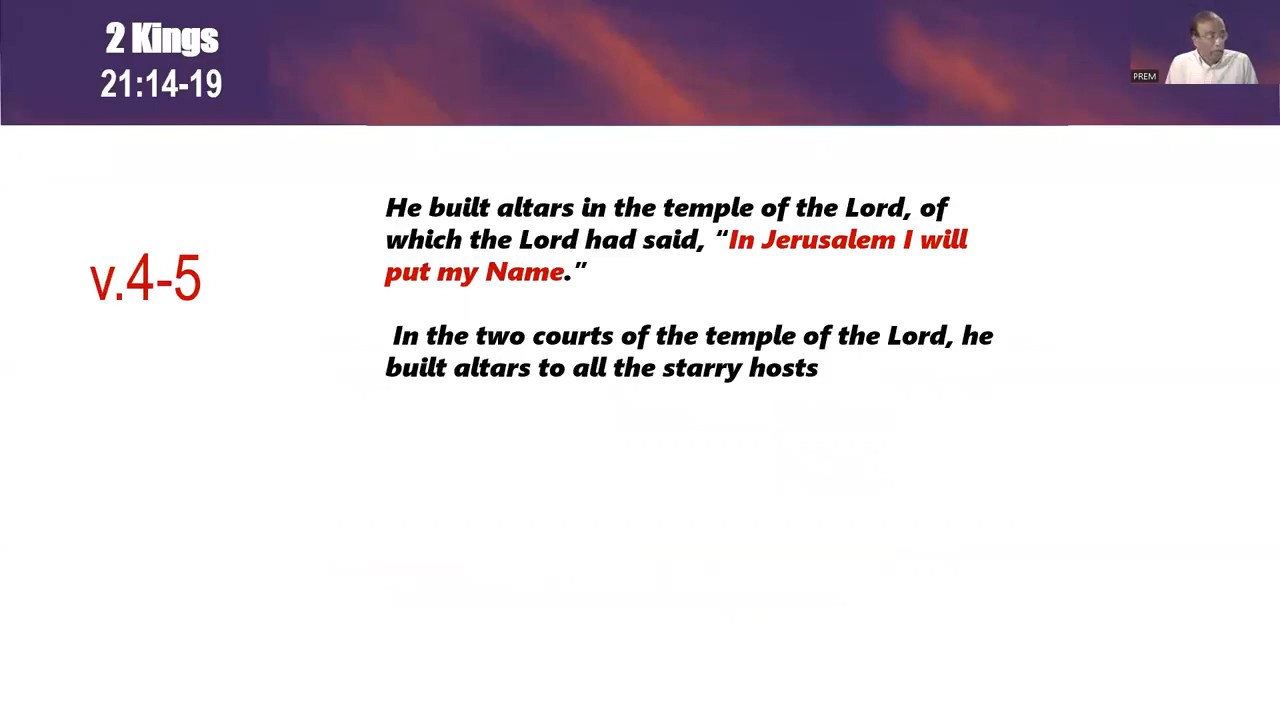 2 Kings
21:14-19
PREM
v.4-5
He built altars in the temple of the Lord, of
which the Lord had said, “In Jerusalem I will
put my Name.”
In the two courts of the temple of the Lord, he
built altars to all the starry hosts